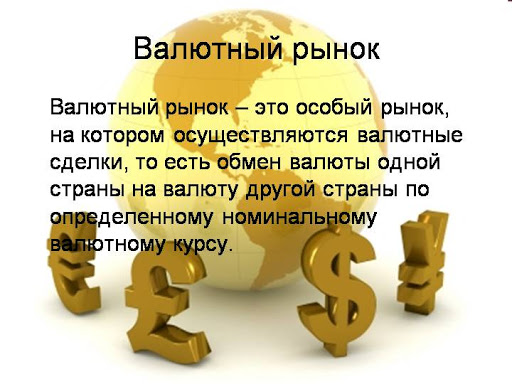 Валютный рынок
Валютный рынок – это особый рынок,
на котором осуществляются валютные
сделки, то есть обмен валюты одной
страны на валюту другой страны по
определенному номинальному
валютному курсу.
€ £ $ ¥